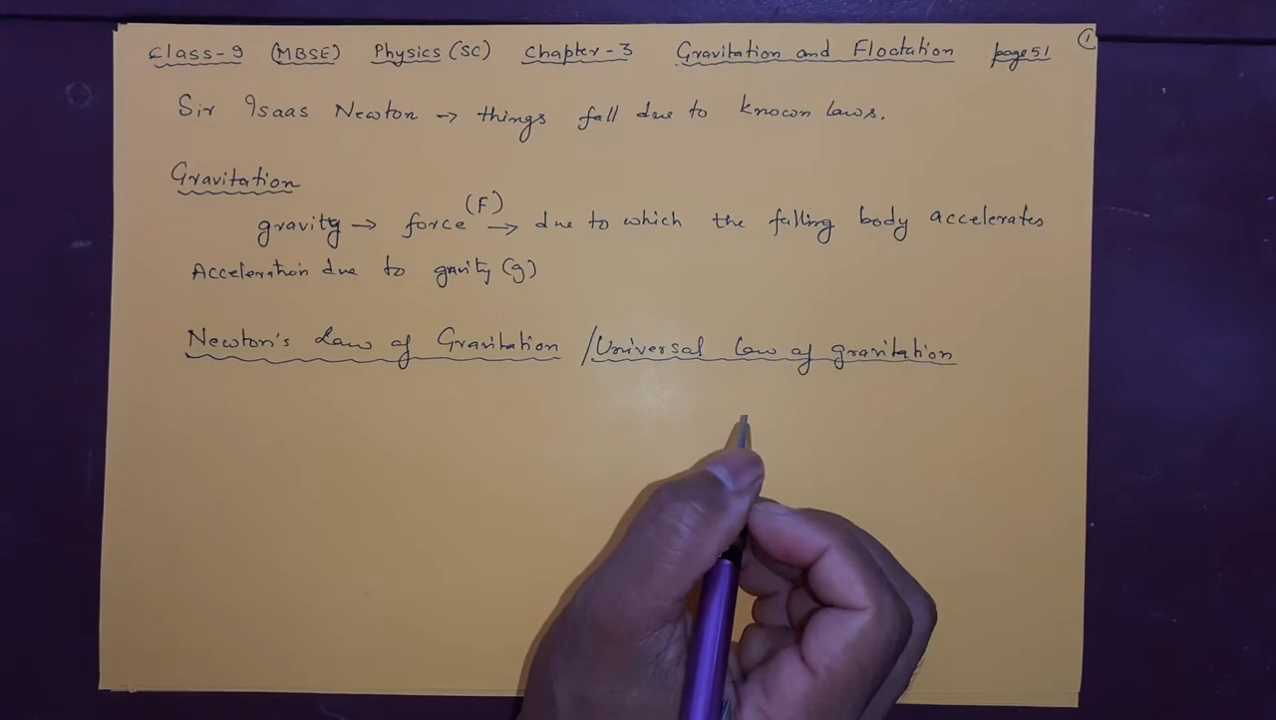 Class-9 (MBSE) Physics (SC) Chapter-3 Gravitation and Floatation page 51 1
Sir Isaas Newton → things fall due to known laws.
Gravitation
(F)
gravity → force → due to which the falling body accelerates
Acceleration due to gravity (g)
Newton's Law of Gravitation / Universal law of gravitation